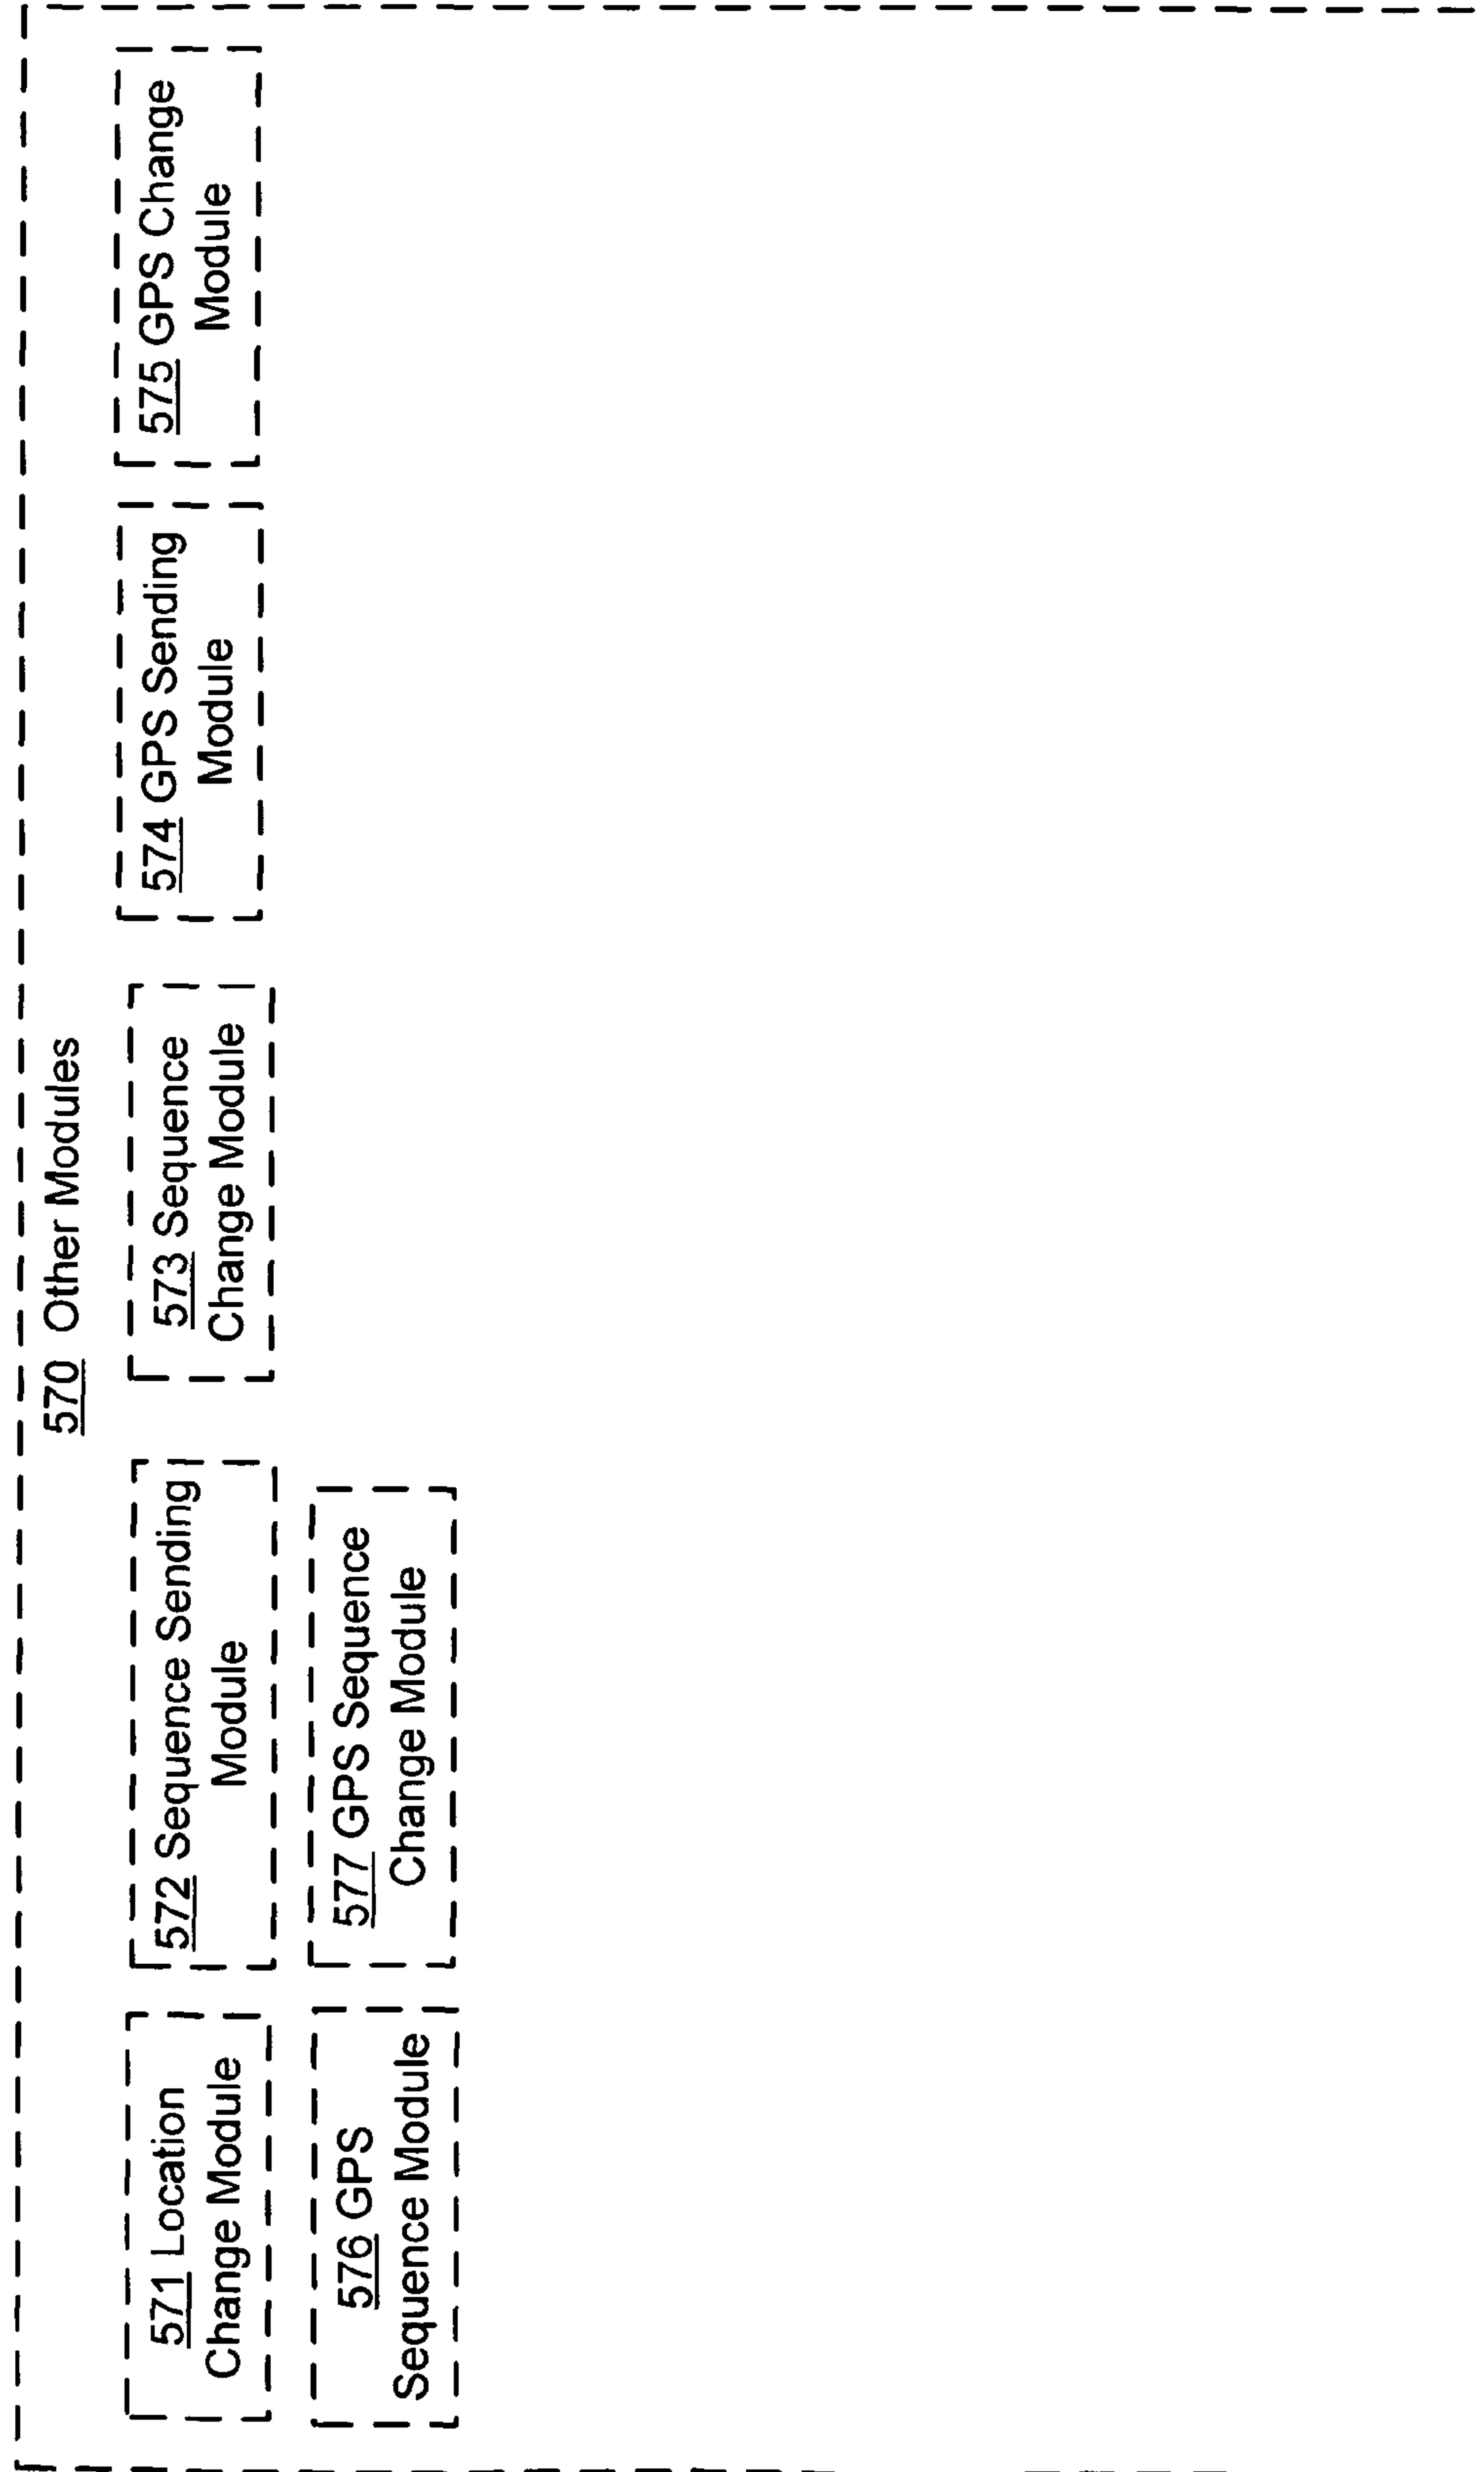 570 Other Modules
571 Location
Change Module
572 Sequence Sending
Module
573 Sequence
Change Module
574 GPS Sending
Module
575 GPS Change
Module
576 GPS
Sequence Module
577 GPS Sequence
Change Module